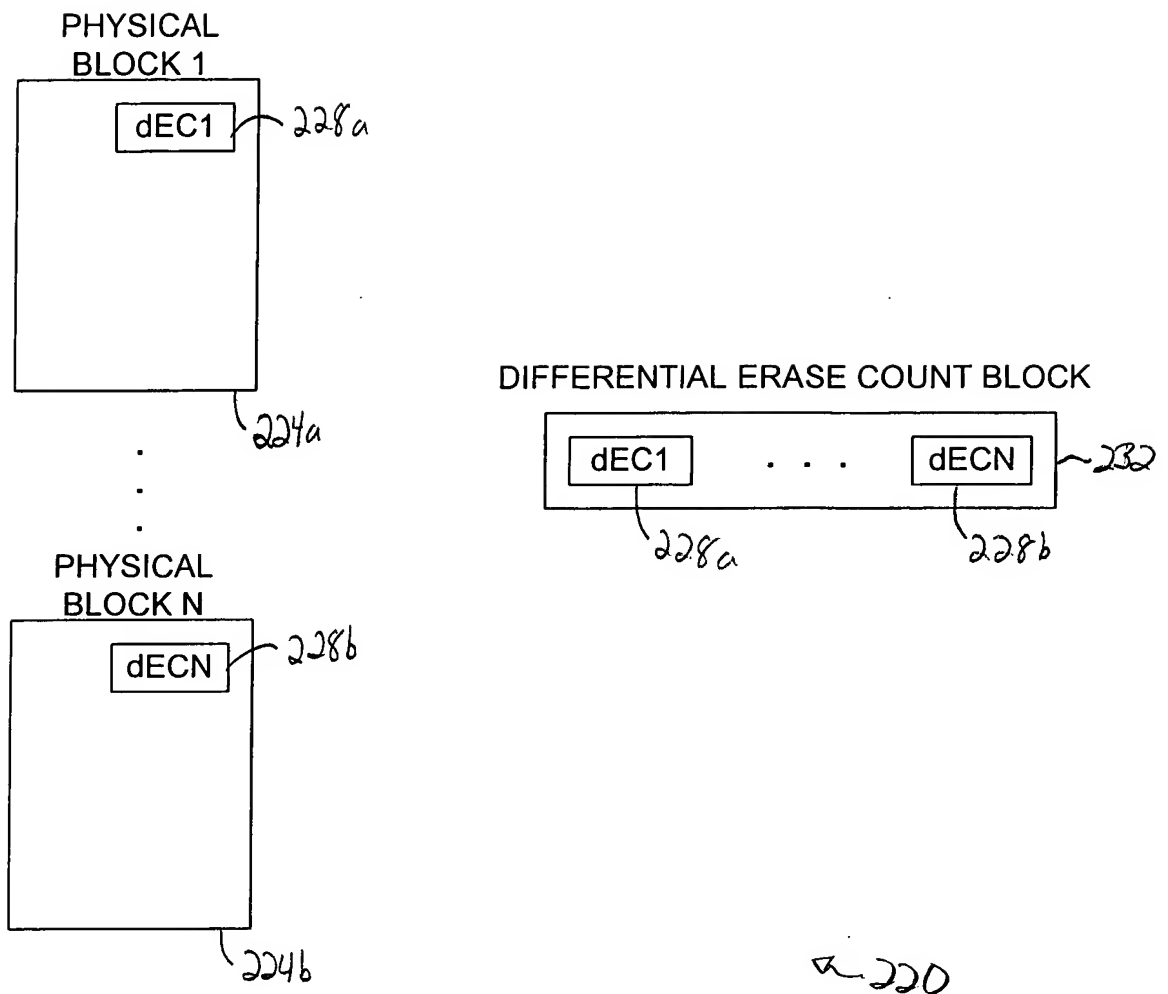 PHYSICAL
BLOCK 1
dEC1
228a
224a
.
.
.
PHYSICAL
BLOCK N
dECN
228b
224b
DIFFERENTIAL ERASE COUNT BLOCK
dEC1
. . .
dECN
232
228a
228b
220